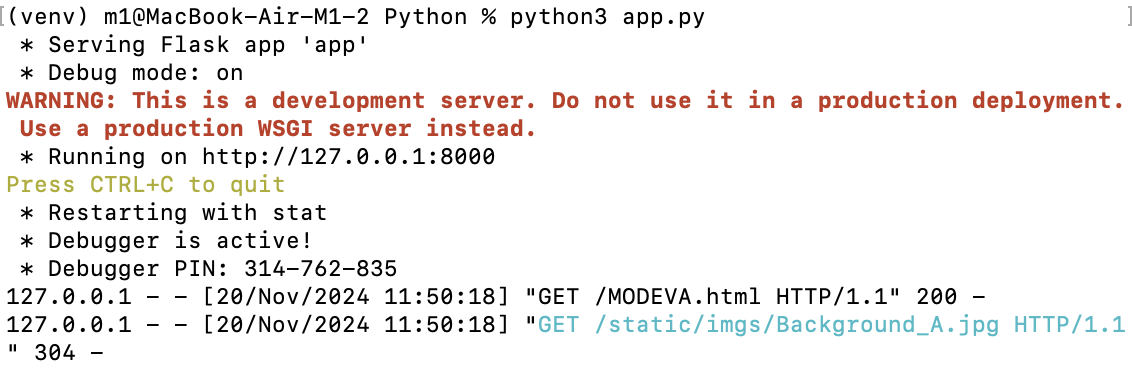 [(venv) m1@MacBook-Air-M1-2 Python % python3 app.py ]
 * Serving Flask app 'app'
 * Debug mode: on
WARNING: This is a development server. Do not use it in a production deployment.
 Use a production WSGI server instead.
 * Running on http://127.0.0.1:8000
Press CTRL+C to quit
 * Restarting with stat
 * Debugger is active!
 * Debugger PIN: 314-762-835
127.0.0.1 - - [20/Nov/2024 11:50:18] "GET /MODEVA.html HTTP/1.1" 200 -
127.0.0.1 - - [20/Nov/2024 11:50:18] "GET /static/imgs/Background_A.jpg HTTP/1.1
" 304 -